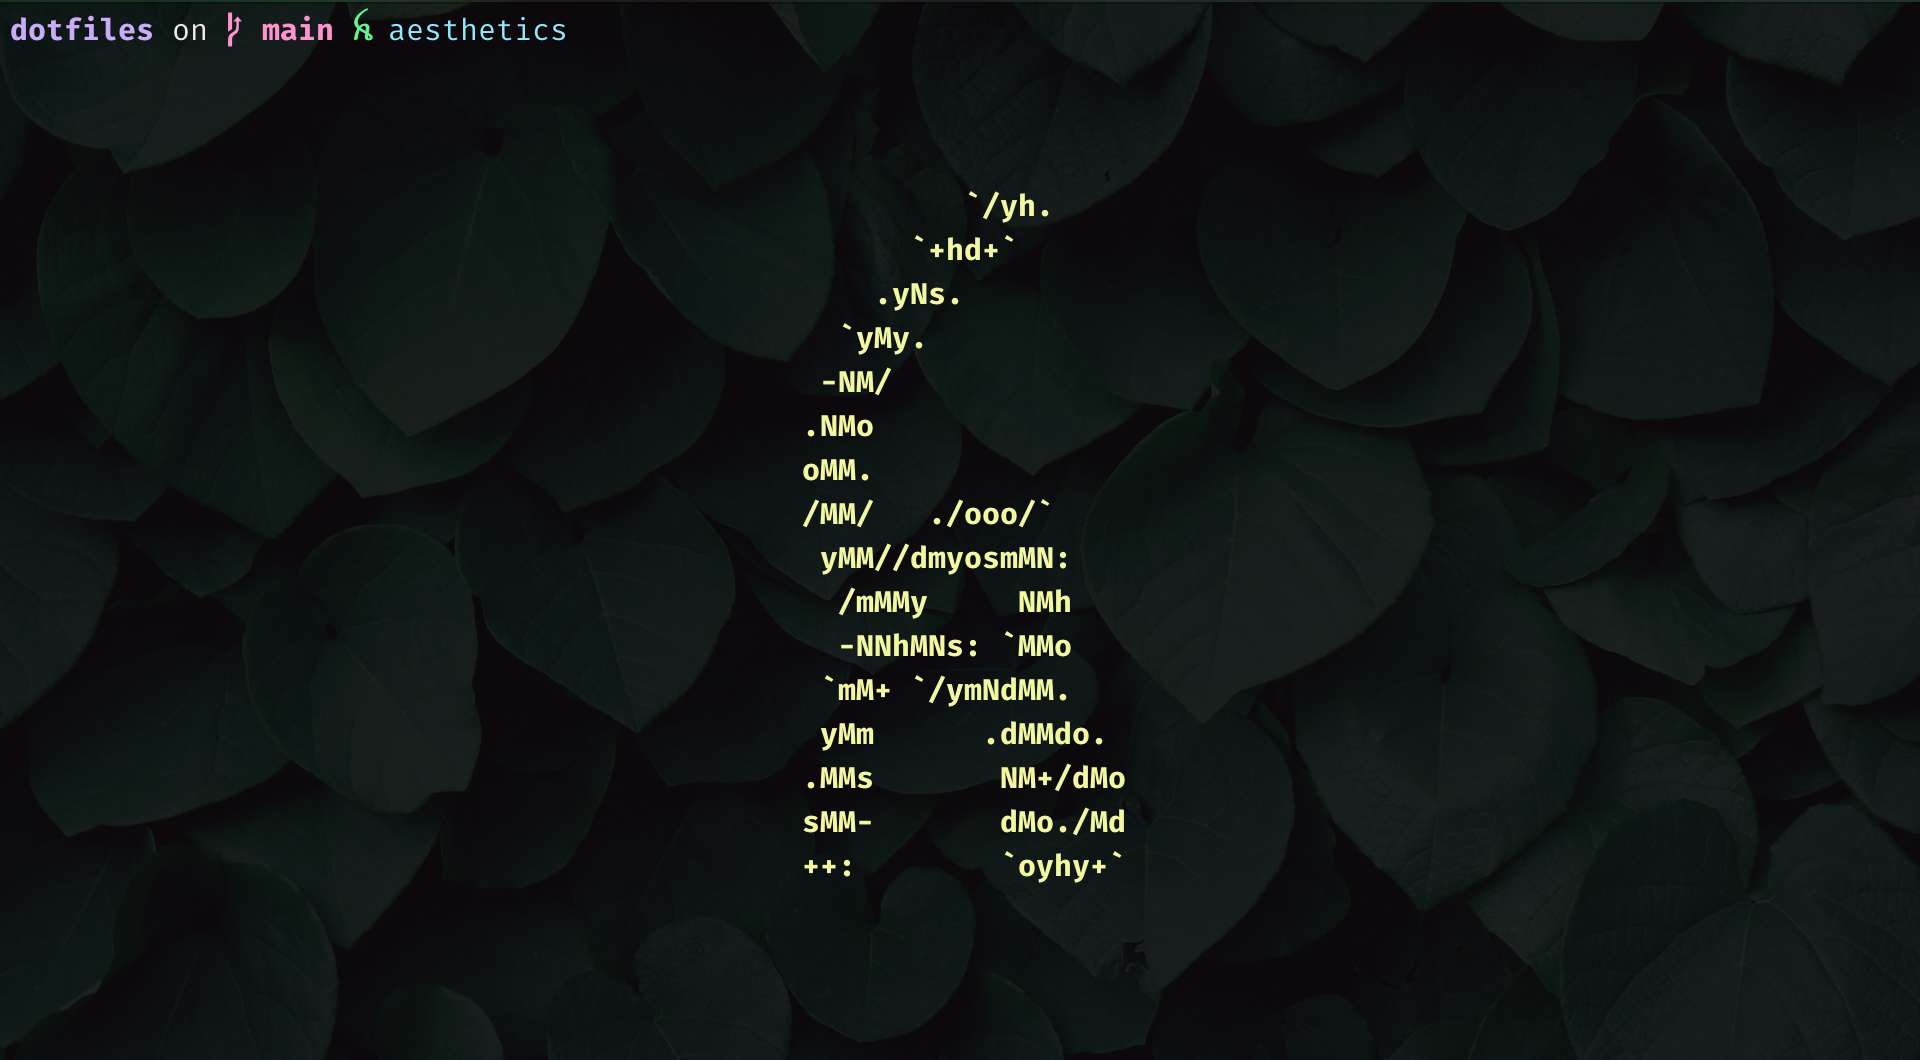 dotfiles on ᚿ main ዡ aesthetics
`/yh.
`+hd+`
.yNs.
`yMy.
-NM/
.NMo
oMM.
/MM/   ./ooo/`
yMM//dmyosmMN:
/mMMy     NMh
-NNhMNs: `MMo
`mM+ `/ymNdMM.
yMm      .dMMdo.
.MMs       NM+/dMo
sMM-       dMo./Md
++:        `oyhy+`